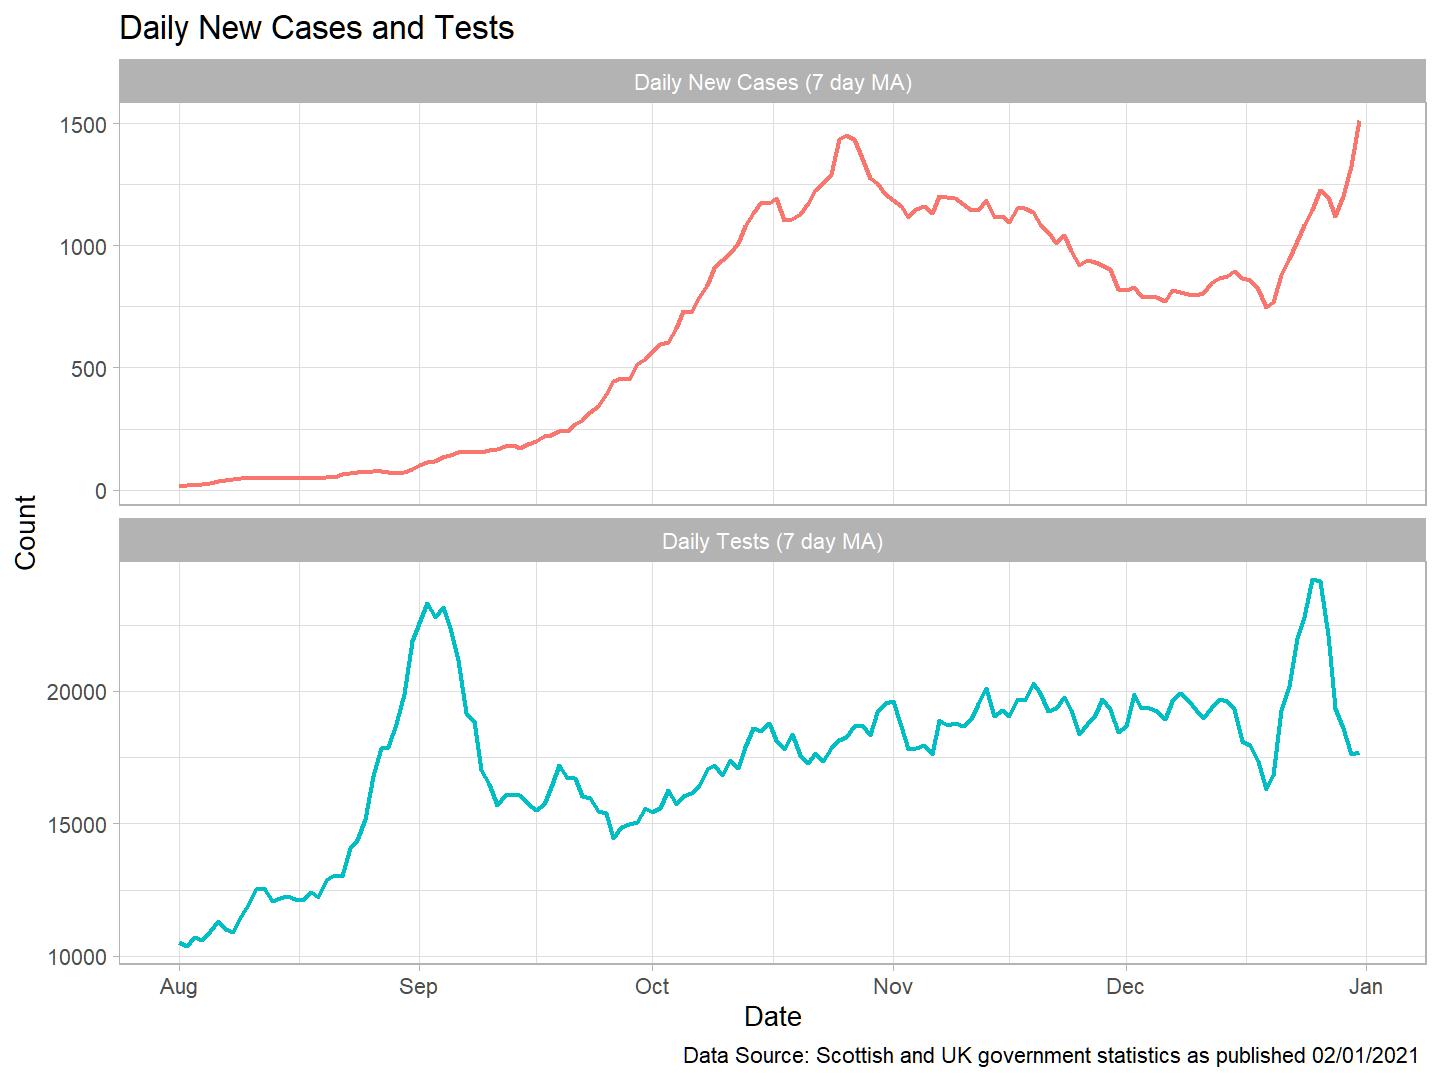 Daily New Cases and Tests
Daily New Cases (7 day MA)
1500
1000
500
0
Count
Daily Tests (7 day MA)
20000
15000
10000
Aug Sep Oct Nov Dec Jan
Date
Data Source: Scottish and UK government statistics as published 02/01/2021